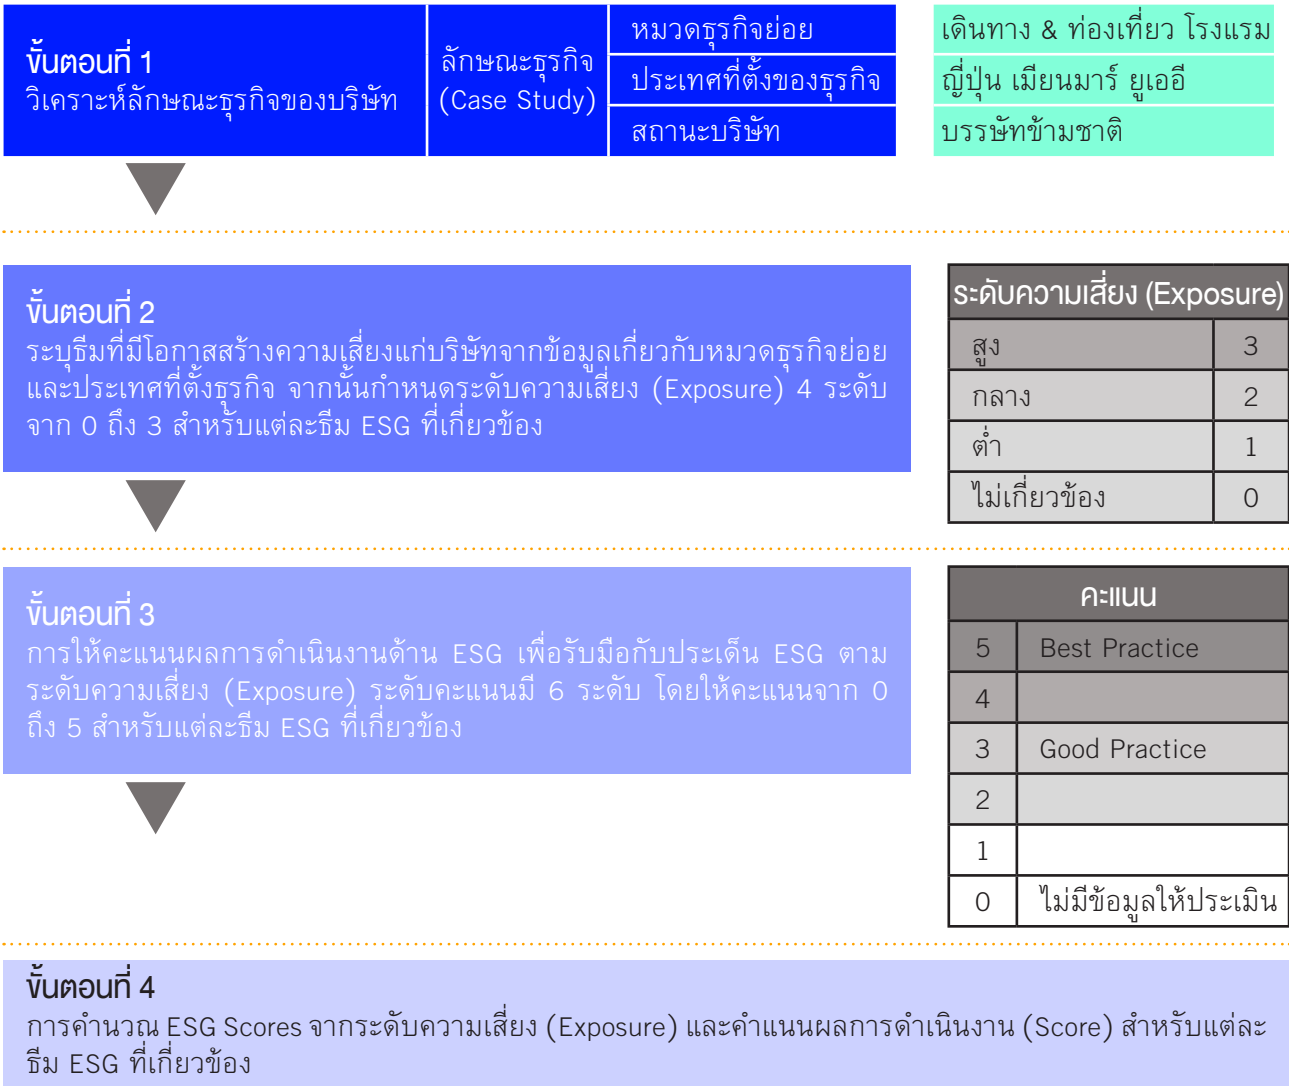 ขั้นตอนที่ 1
วิเคราะห์ลักษณะธุรกิจของบริษัท
ลักษณะธุรกิจ
(Case Study)
หมวดธุรกิจย่อย
เดินทาง & ท่องเที่ยว โรงแรม
ประเทศที่ตั้งของธุรกิจ
ญี่ปุ่น เมียนมาร์ ยูเออี
สถานะบริษัท
บรรษัทข้ามชาติ
ขั้นตอนที่ 2
ระบุธีมที่มีโอกาสสร้างความเสี่ยงแก่บริษัทจากข้อมูลเกี่ยวกับหมวดธุรกิจย่อย
และประเทศที่ตั้งธุรกิจ จากนั้นกำหนดระดับความเสี่ยง (Exposure) 4 ระดับ
จาก 0 ถึง 3 สำหรับแต่ละธีม ESG ที่เกี่ยวข้อง
ระดับความเสี่ยง (Exposure)
สูง 3
กลาง 2
ต่ำ 1
ไม่เกี่ยวข้อง 0
ขั้นตอนที่ 3
การให้คะแนนผลการดำเนินงานด้าน ESG เพื่อรับมือกับประเด็น ESG ตาม
ระดับความเสี่ยง (Exposure) ระดับคะแนนมี 6 ระดับ โดยให้คะแนนจาก 0
ถึง 5 สำหรับแต่ละธีม ESG ที่เกี่ยวข้อง
คะแนน
5 Best Practice
4
3 Good Practice
2
1
0 ไม่มีข้อมูลให้ประเมิน
ขั้นตอนที่ 4
การคำนวณ ESG Scores จากระดับความเสี่ยง (Exposure) และคำแนนผลการดำเนินงาน (Score) สำหรับแต่ละ
ธีม ESG ที่เกี่ยวข้อง